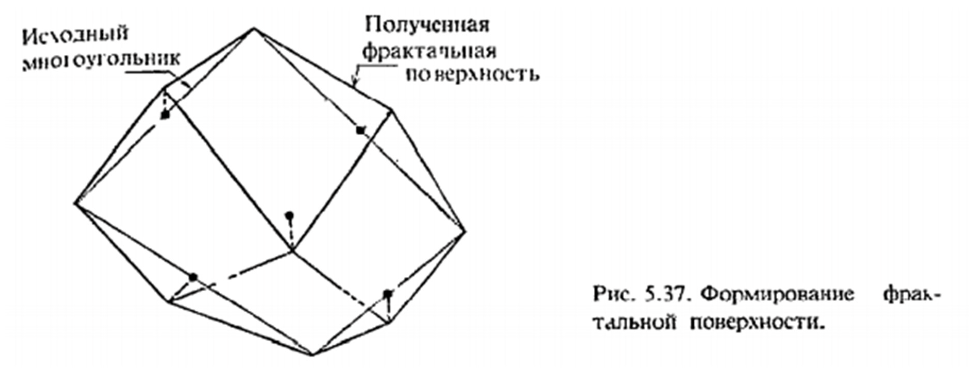 Исходный
многоугольник
Полученная
фрактальная
поверхность
Рис. 5.37. Формирование фрак-
тальной поверхности.